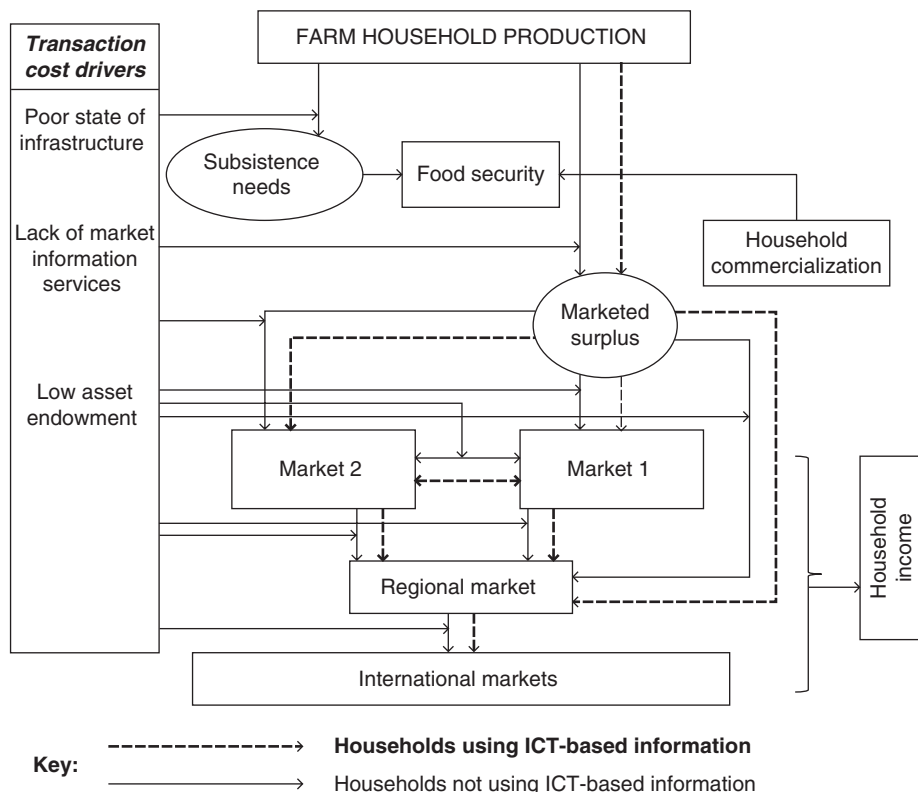 FARM HOUSEHOLD PRODUCTION
Transaction
cost drivers
Poor state of
infrastructure
Subsistence
needs
Food security
Lack of market
information
services
Household
commercialization
Marketed
surplus
Low asset
endowment
Market 2
Market 1
Regional market
Household
income
International markets
Key:
Households using ICT-based information
Households not using ICT-based information